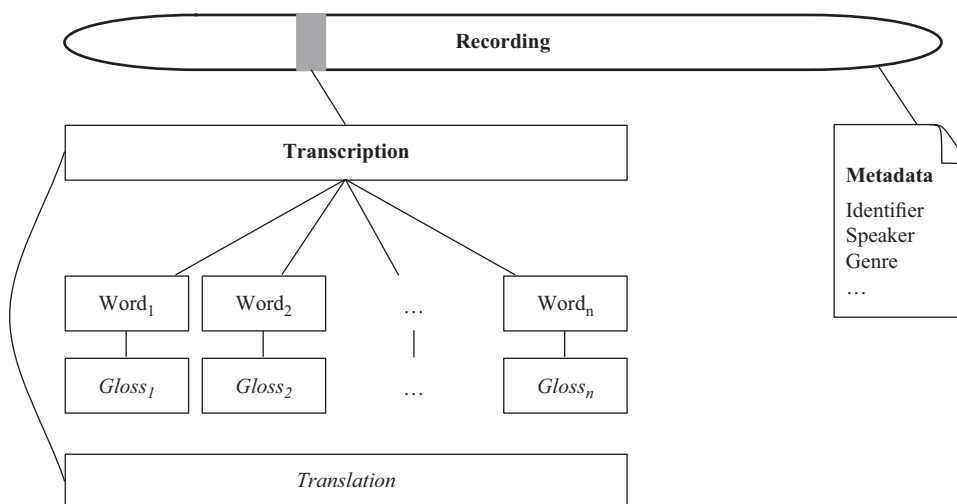 Recording
Transcription
Metadata
Identifier
Speaker
Genre
…
Word₁ Word₂ … Wordₙ
Gloss₁ Gloss₂ … Glossₙ
Translation